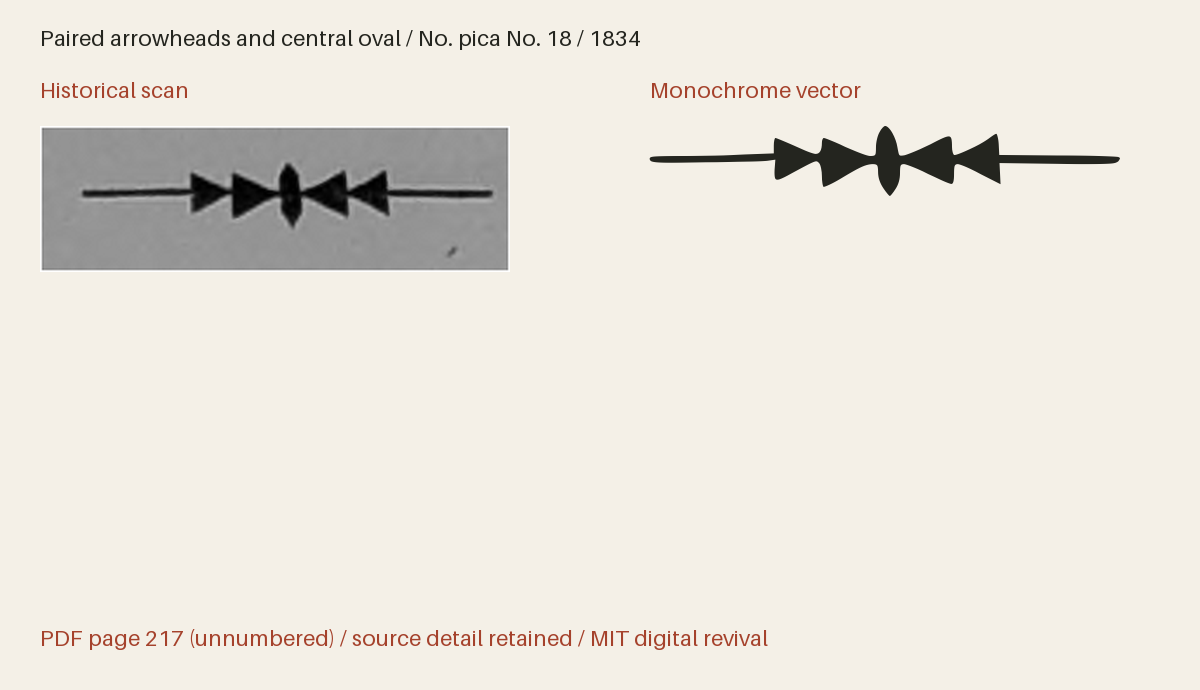 Paired arrowheads and central oval / No. pica No. 18 / 1834
Historical scan
Monochrome vector
PDF page 217 (unnumbered) / source detail retained / MIT digital revival